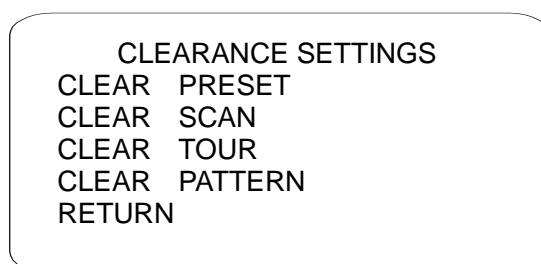 CLEARANCE SETTINGS
CLEAR PRESET
CLEAR SCAN
CLEAR TOUR
CLEAR PATTERN
RETURN